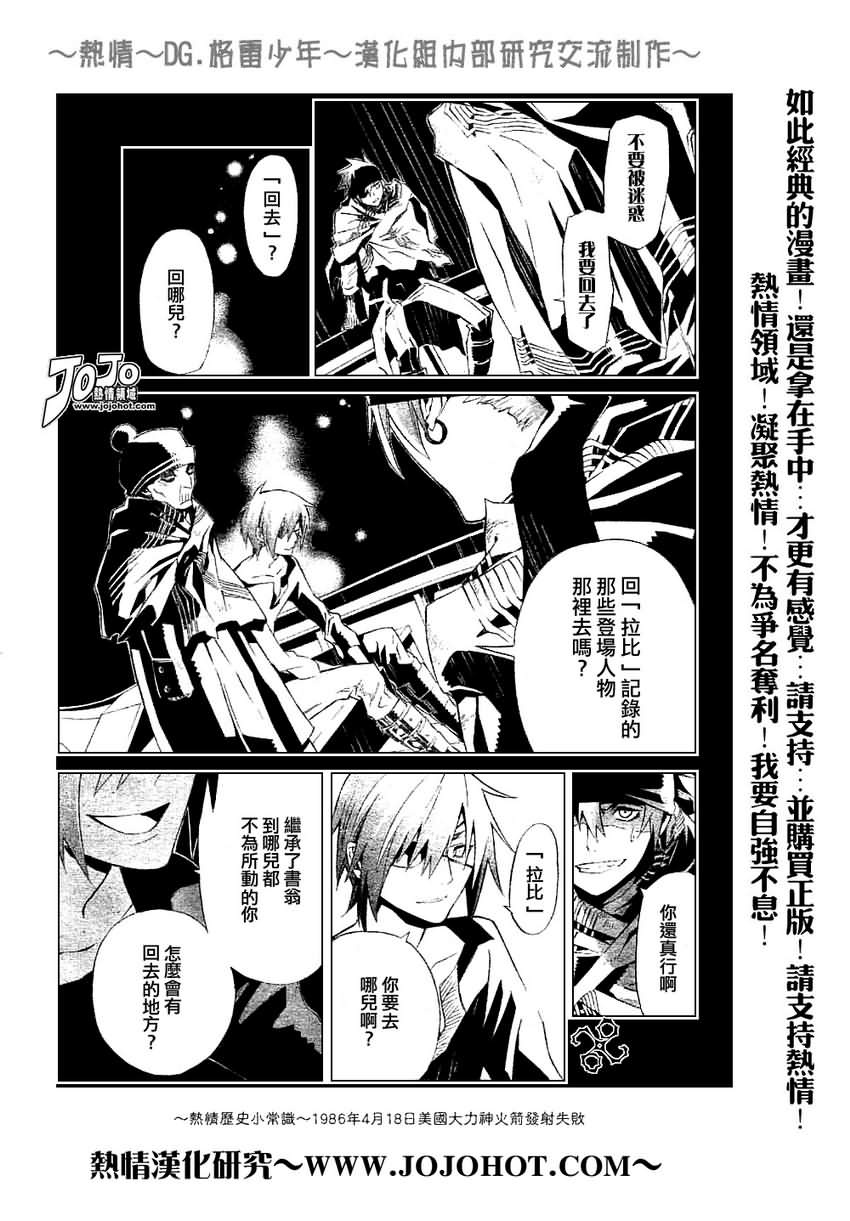 ～熱情～DG.格雷少年～漢化組內部研究交流制作～
如此經典的漫畫！還是拿在手中…才更有感覺…請支持…並購買正版！請支持熱情！
熱情領域！凝聚熱情！不為爭名奪利！我要自強不息！
不要被迷惑
我要回去了
「回去」？
回哪兒？
JOJO
熱情領域
www.jojohot.com
回「拉比」記錄的
那些登場人物
那裡去嗎？
你還真行啊
「拉比」
你要去
哪兒啊？
繼承了書翁
到哪兒都
不為所動的你
怎麼會有
回去的地方？
～熱情歷史小常識～1986年4月18日美國大力神火箭發射失敗
熱情漢化研究～WWW.JOJOHOT.COM～